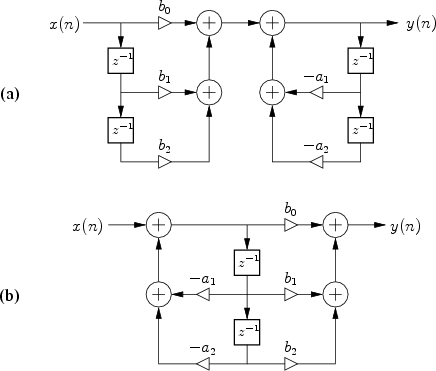 x(n) b₀ + + y(n)
z⁻¹ z⁻¹
(a) b₁ + + −a₁
z⁻¹ z⁻¹
b₂ −a₂
x(n) + b₀ + y(n)
z⁻¹
(b) + −a₁ b₁ +
z⁻¹
−a₂ b₂